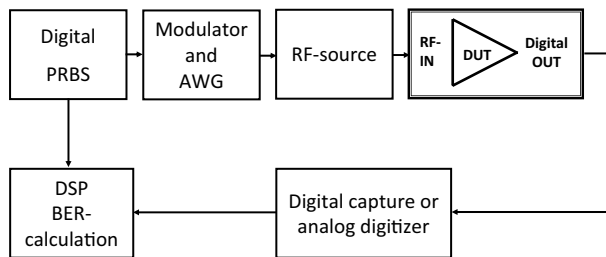 Digital
PRBS
Modulator
and
AWG
RF-source
RF-
IN
DUT
Digital
OUT
DSP
BER-
calculation
Digital capture or
analog digitizer